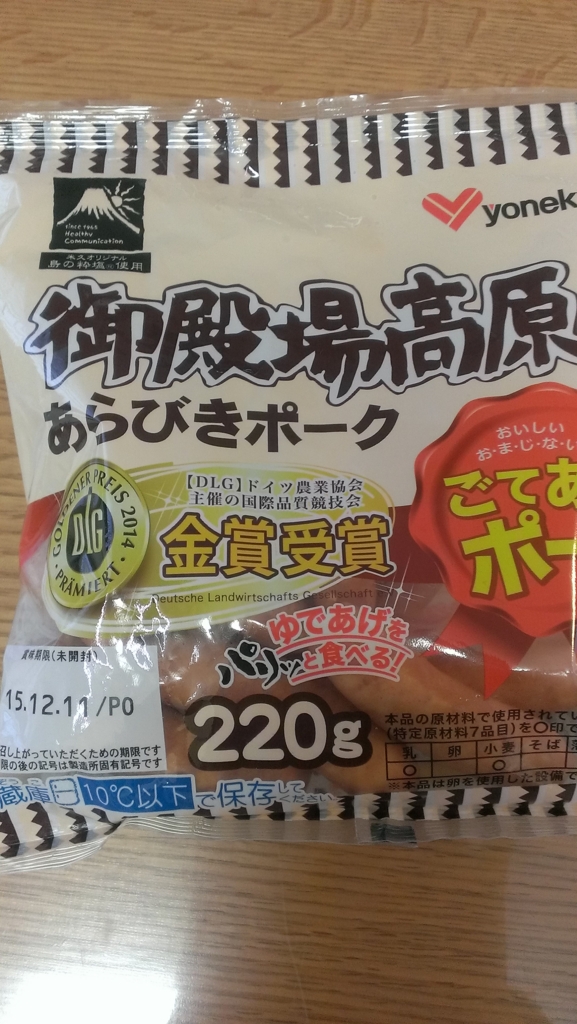 since 1968
Healthy
Communication
米久オリジナル
島の粋塩®使用
yonek
御殿場高原
あらびきポーク
おいしい
お・ま・じ・な・い
ごてあ
ポー
【DLG】ドイツ農業協会
主催の国際品質競技会
金賞受賞
Deutsche Landwirtschafts Gesellschaft
GOLDENER PREIS 2014
DLG
PRÄMIERT
ゆであげを
パリッと食べる!
賞味期限(未開封)
15.12.11/PO
召し上がっていただくための期限です
限の後の記号は製造所固有記号です
220g
本品の原材料で使用されてい
(特定原材料7品目)を〇印で
乳 卵 小麦 そば 落
〇 〇
※本品は卵を使用した設備で
蔵庫 10℃以下で保存してください